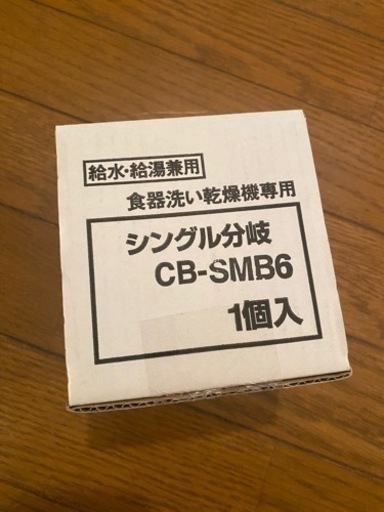 給水・給湯兼用
食器洗い乾燥機専用
シングル分岐
CB-SMB6
1個入